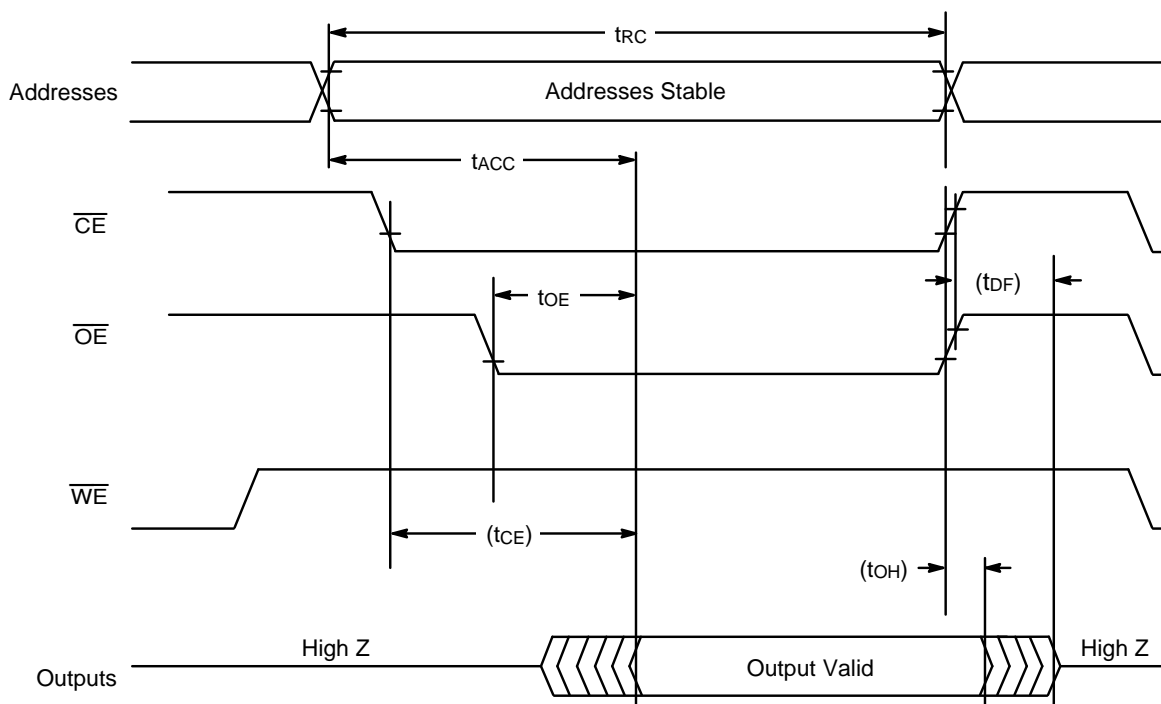 tRC
Addresses
Addresses Stable
tACC
CE
tOE
(tDF)
OE
WE
(tCE)
(tOH)
High Z
Output Valid
High Z
Outputs